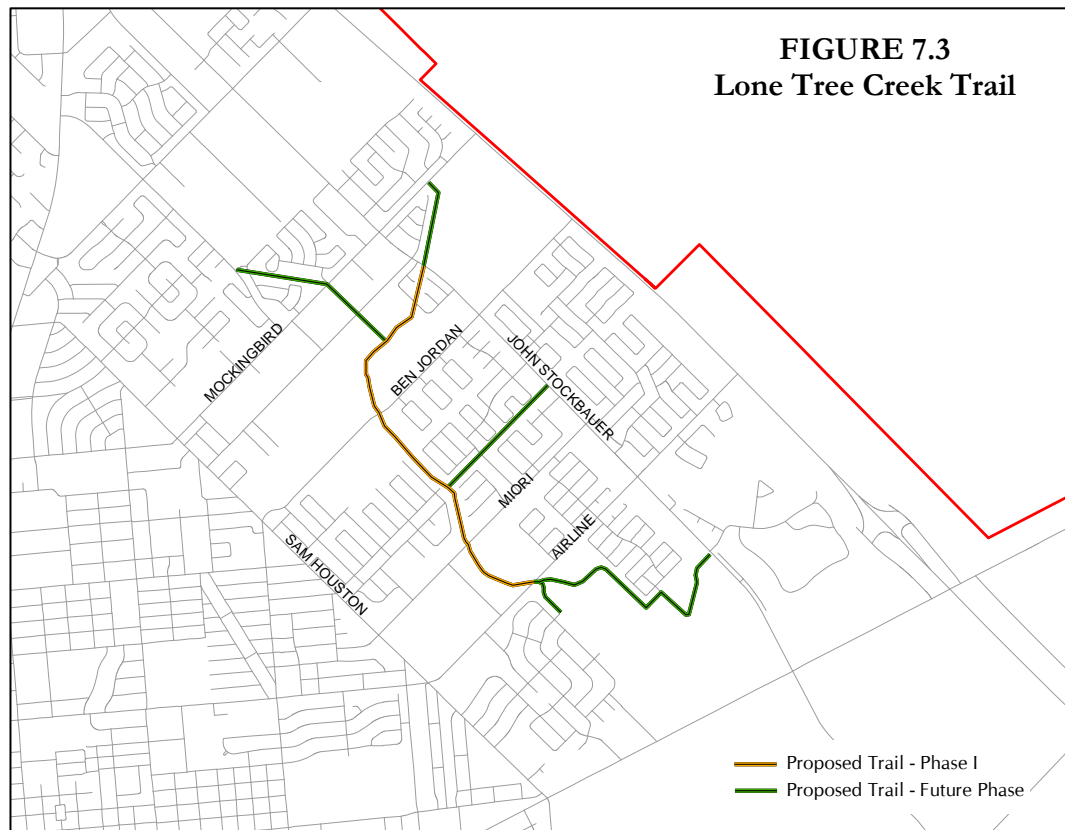 FIGURE 7.3
Lone Tree Creek Trail
MOCKINGBIRD
BEN JORDAN
JOHN STOCKBAUER
MIORI
AIRLINE
SAM HOUSTON
Proposed Trail - Phase I
Proposed Trail - Future Phase